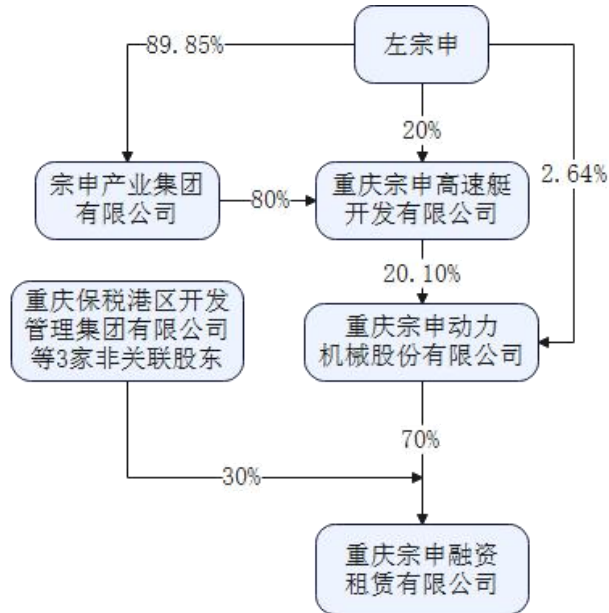 左宗申
89.85%
20%
2.64%
宗申产业集团
有限公司
80%
重庆宗申高速艇
开发有限公司
20.10%
重庆保税港区开发
管理集团有限公司
等3家非关联股东
重庆宗申动力
机械股份有限公司
70%
30%
重庆宗申融资
租赁有限公司